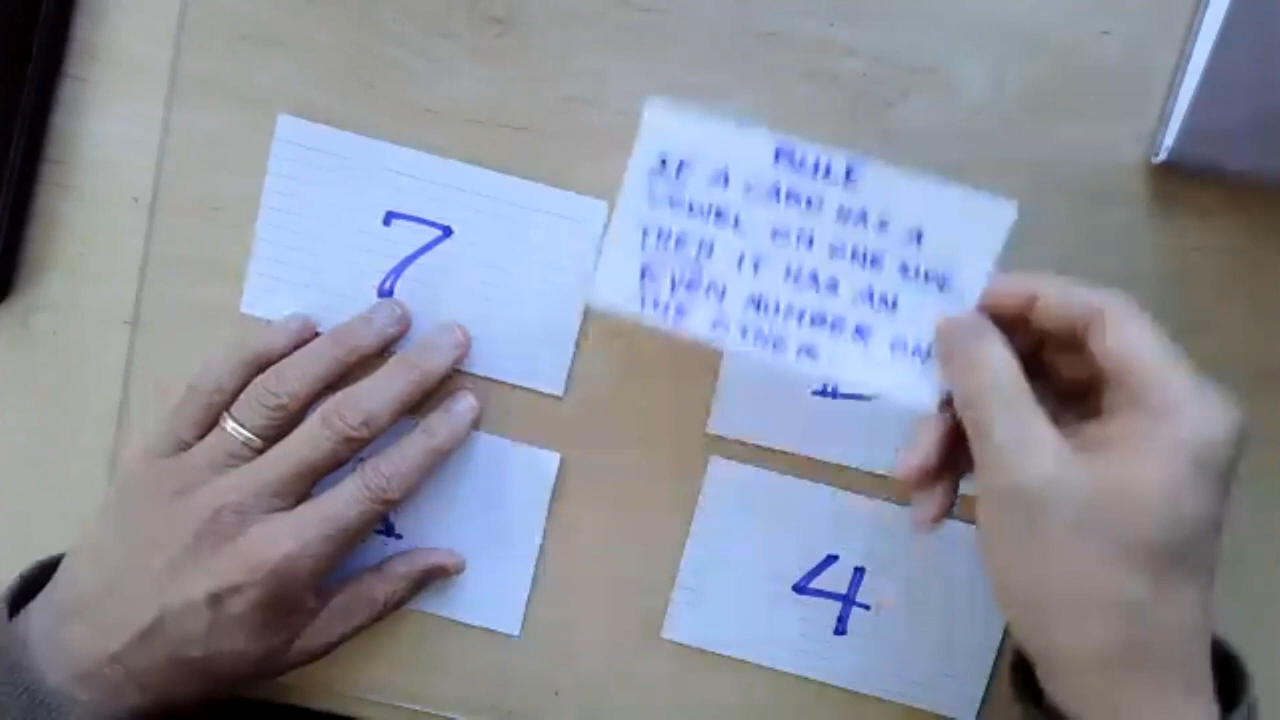 7
RULE
IF A CARD HAS A
VOWEL ON ONE SIDE
THEN IT HAS AN
EVEN NUMBER ON
THE OTHER
4